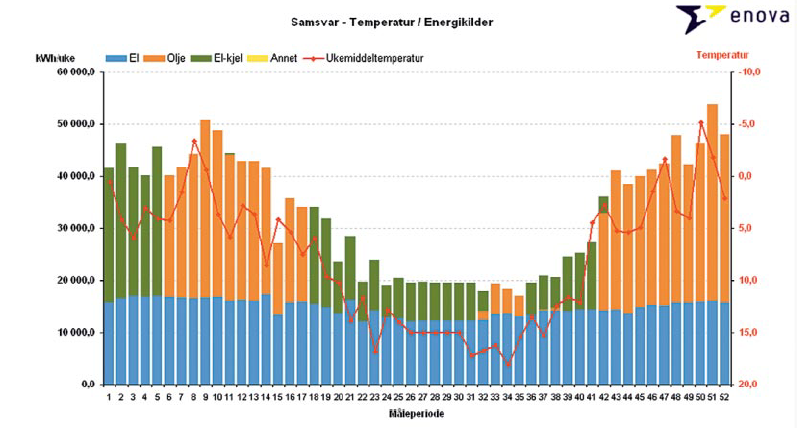 Samsvar - Temperatur / Energikilder
enova
kWh/uke
El Olje El-kjel Annet Ukemiddeltemperatur
Temperatur
60 000,0 -10,0
50 000,0 -5,0
40 000,0 0,0
30 000,0 5,0
20 000,0 10,0
10 000,0 15,0
0,0 20,0
1 2 3 4 5 6 7 8 9 10 11 12 13 14 15 16 17 18 19 20 21 22 23 24 25 26 27 28 29 30 31 32 33 34 35 36 37 38 39 40 41 42 43 44 45 46 47 48 49 50 51 52
Måleperiode